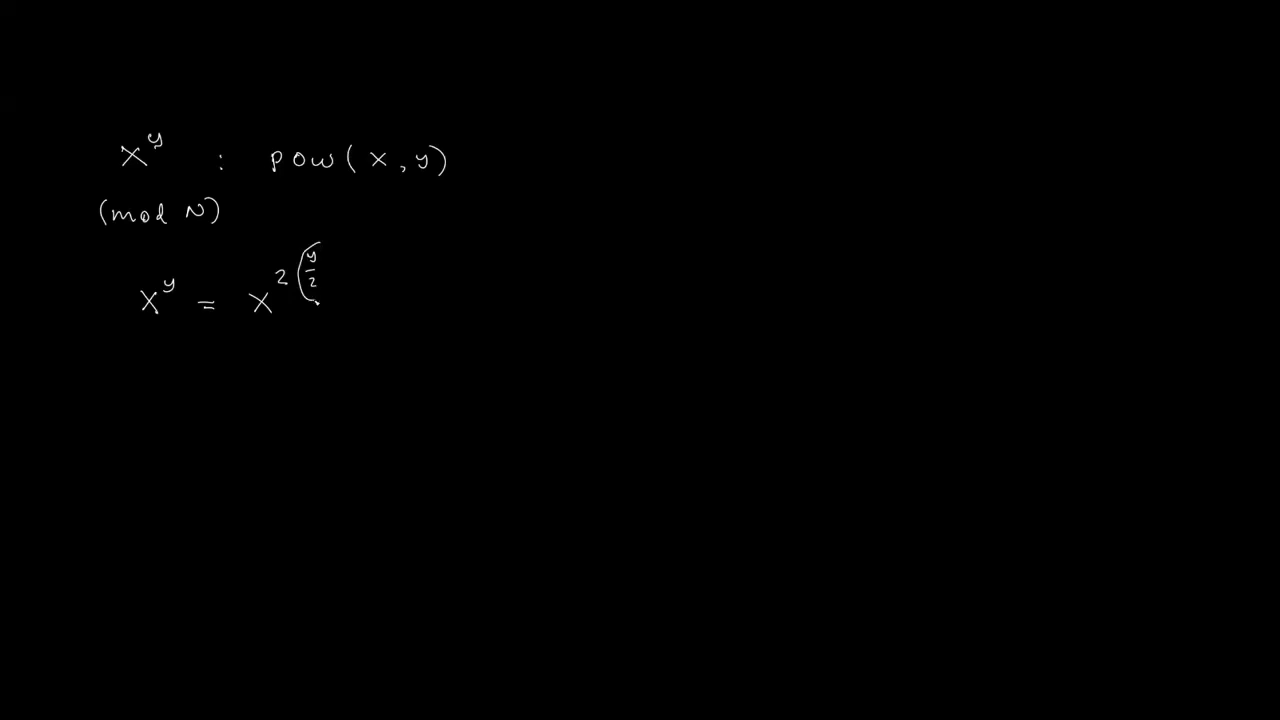 x^y : pow(x, y)
(mod N)
x^y = x^2(y/2